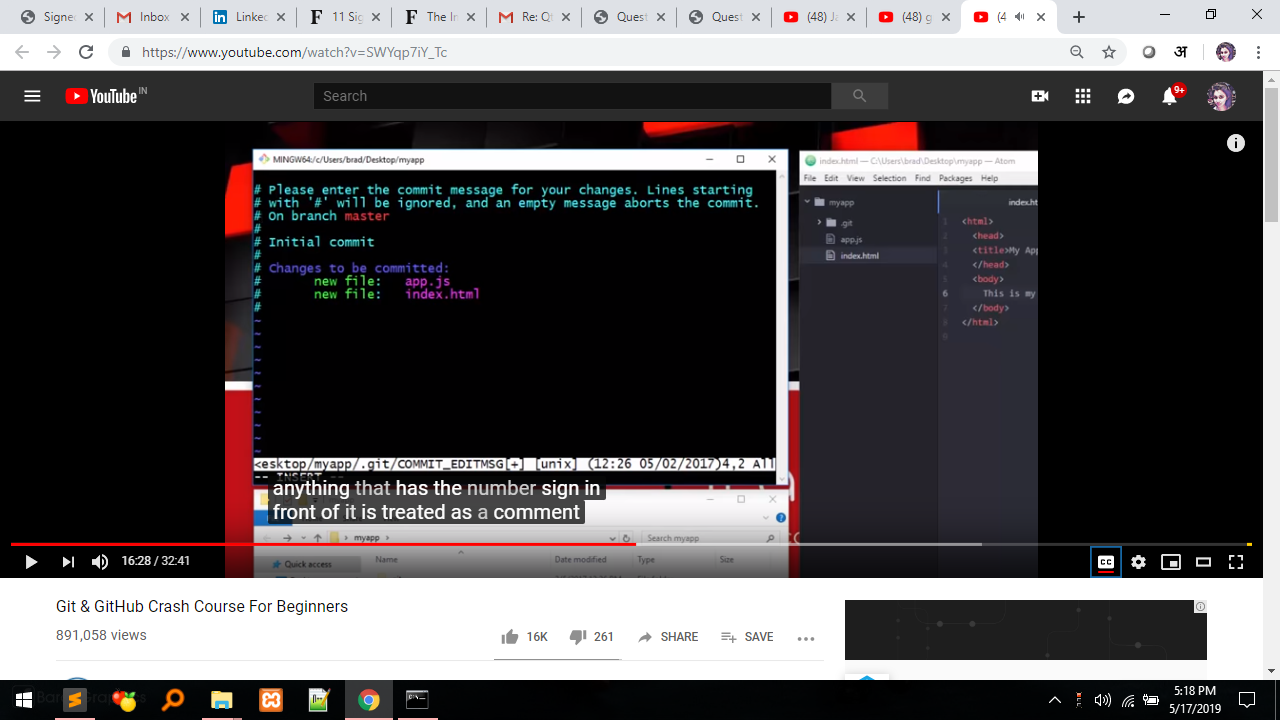 Signe
Inbox
Linked
11 Sig
The In
Re: Qf
Quest
Quest
(48) Ja
(48) g
(4
https://www.youtube.com/watch?v=SWYqp7iY_Tc
अ
YouTube IN
Search
9+
MINGW64:/c/Users/brad/Desktop/myapp
# Please enter the commit message for your changes. Lines starting
# with '#' will be ignored, and an empty message aborts the commit.
# On branch master
#
# Initial commit
#
# Changes to be committed:
# new file: app.js
# new file: index.html
#
~
~
~
~
~
~
~
~
~
~
~
<esktop/myapp/.git/COMMIT_EDITMSG[+] [unix] (12:26 05/02/2017)4,2 All
-- INSERT --
index.html — C:\Users\brad\Desktop\myapp — Atom
File Edit View Selection Find Packages Help
myapp
.git
app.js
index.html
index.ht
1 <html>
2 <head>
3 <title>My App
4 </head>
5 <body>
6 This is my
7 </body>
8 </html>
9
anything that has the number sign in
front of it is treated as a comment
myapp
Search myapp
Quick access
Name
Date modified
Type
Size
16:28 / 32:41
Git & GitHub Crash Course For Beginners
891,058 views
16K
261
SHARE
SAVE
5:18 PM
5/17/2019